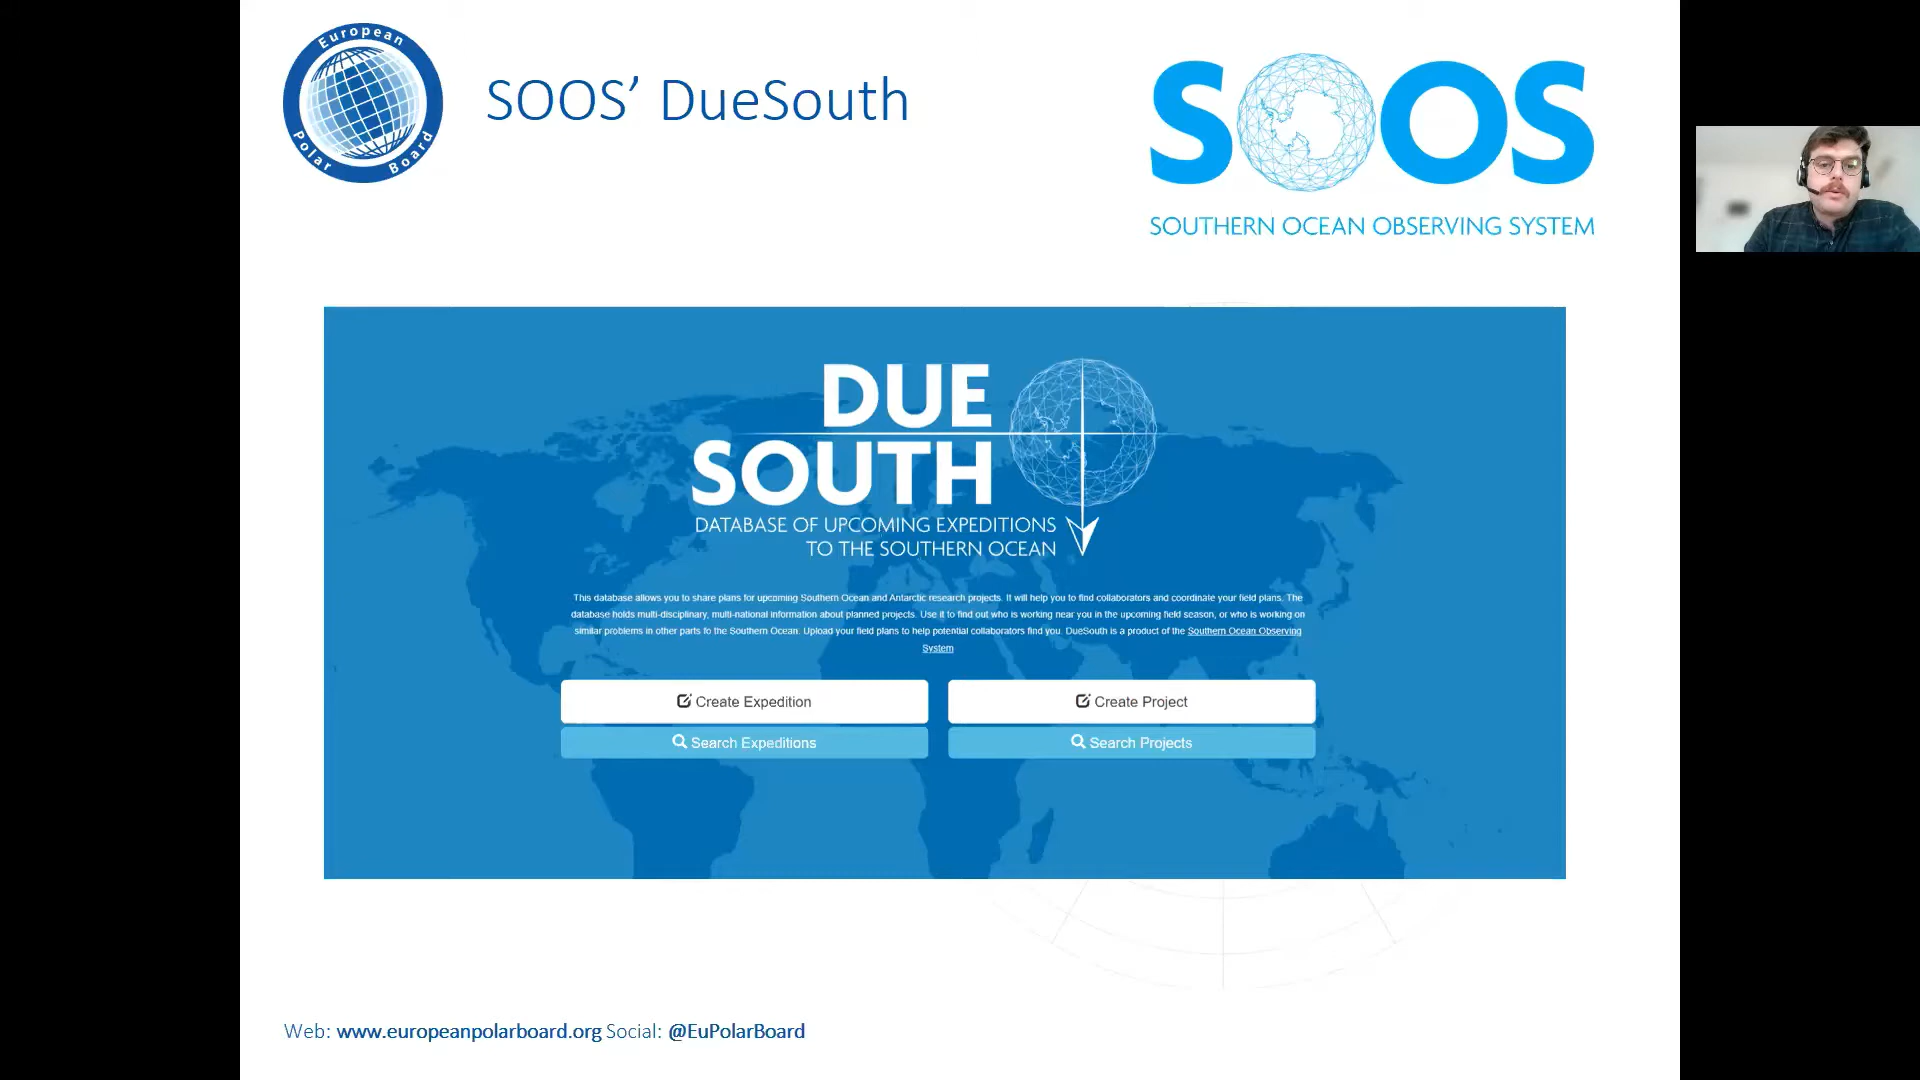 European
Polar Board
SOOS’ DueSouth
SOOS
SOUTHERN OCEAN OBSERVING SYSTEM
DUE
SOUTH
DATABASE OF UPCOMING EXPEDITIONS
TO THE SOUTHERN OCEAN
This database allows you to share plans for upcoming Southern Ocean and Antarctic research projects. It will help you to find collaborators and coordinate your field plans. The
database holds multi-disciplinary, multi-national information about planned projects. Use it to find out who is working near you in the upcoming field season, or who is working on
similar problems in other parts fo the Southern Ocean. Upload your field plans to help potential collaborators find you. DueSouth is a product of the Southern Ocean Observing
System
Create Expedition
Create Project
Search Expeditions
Search Projects
Web: www.europeanpolarboard.org Social: @EuPolarBoard